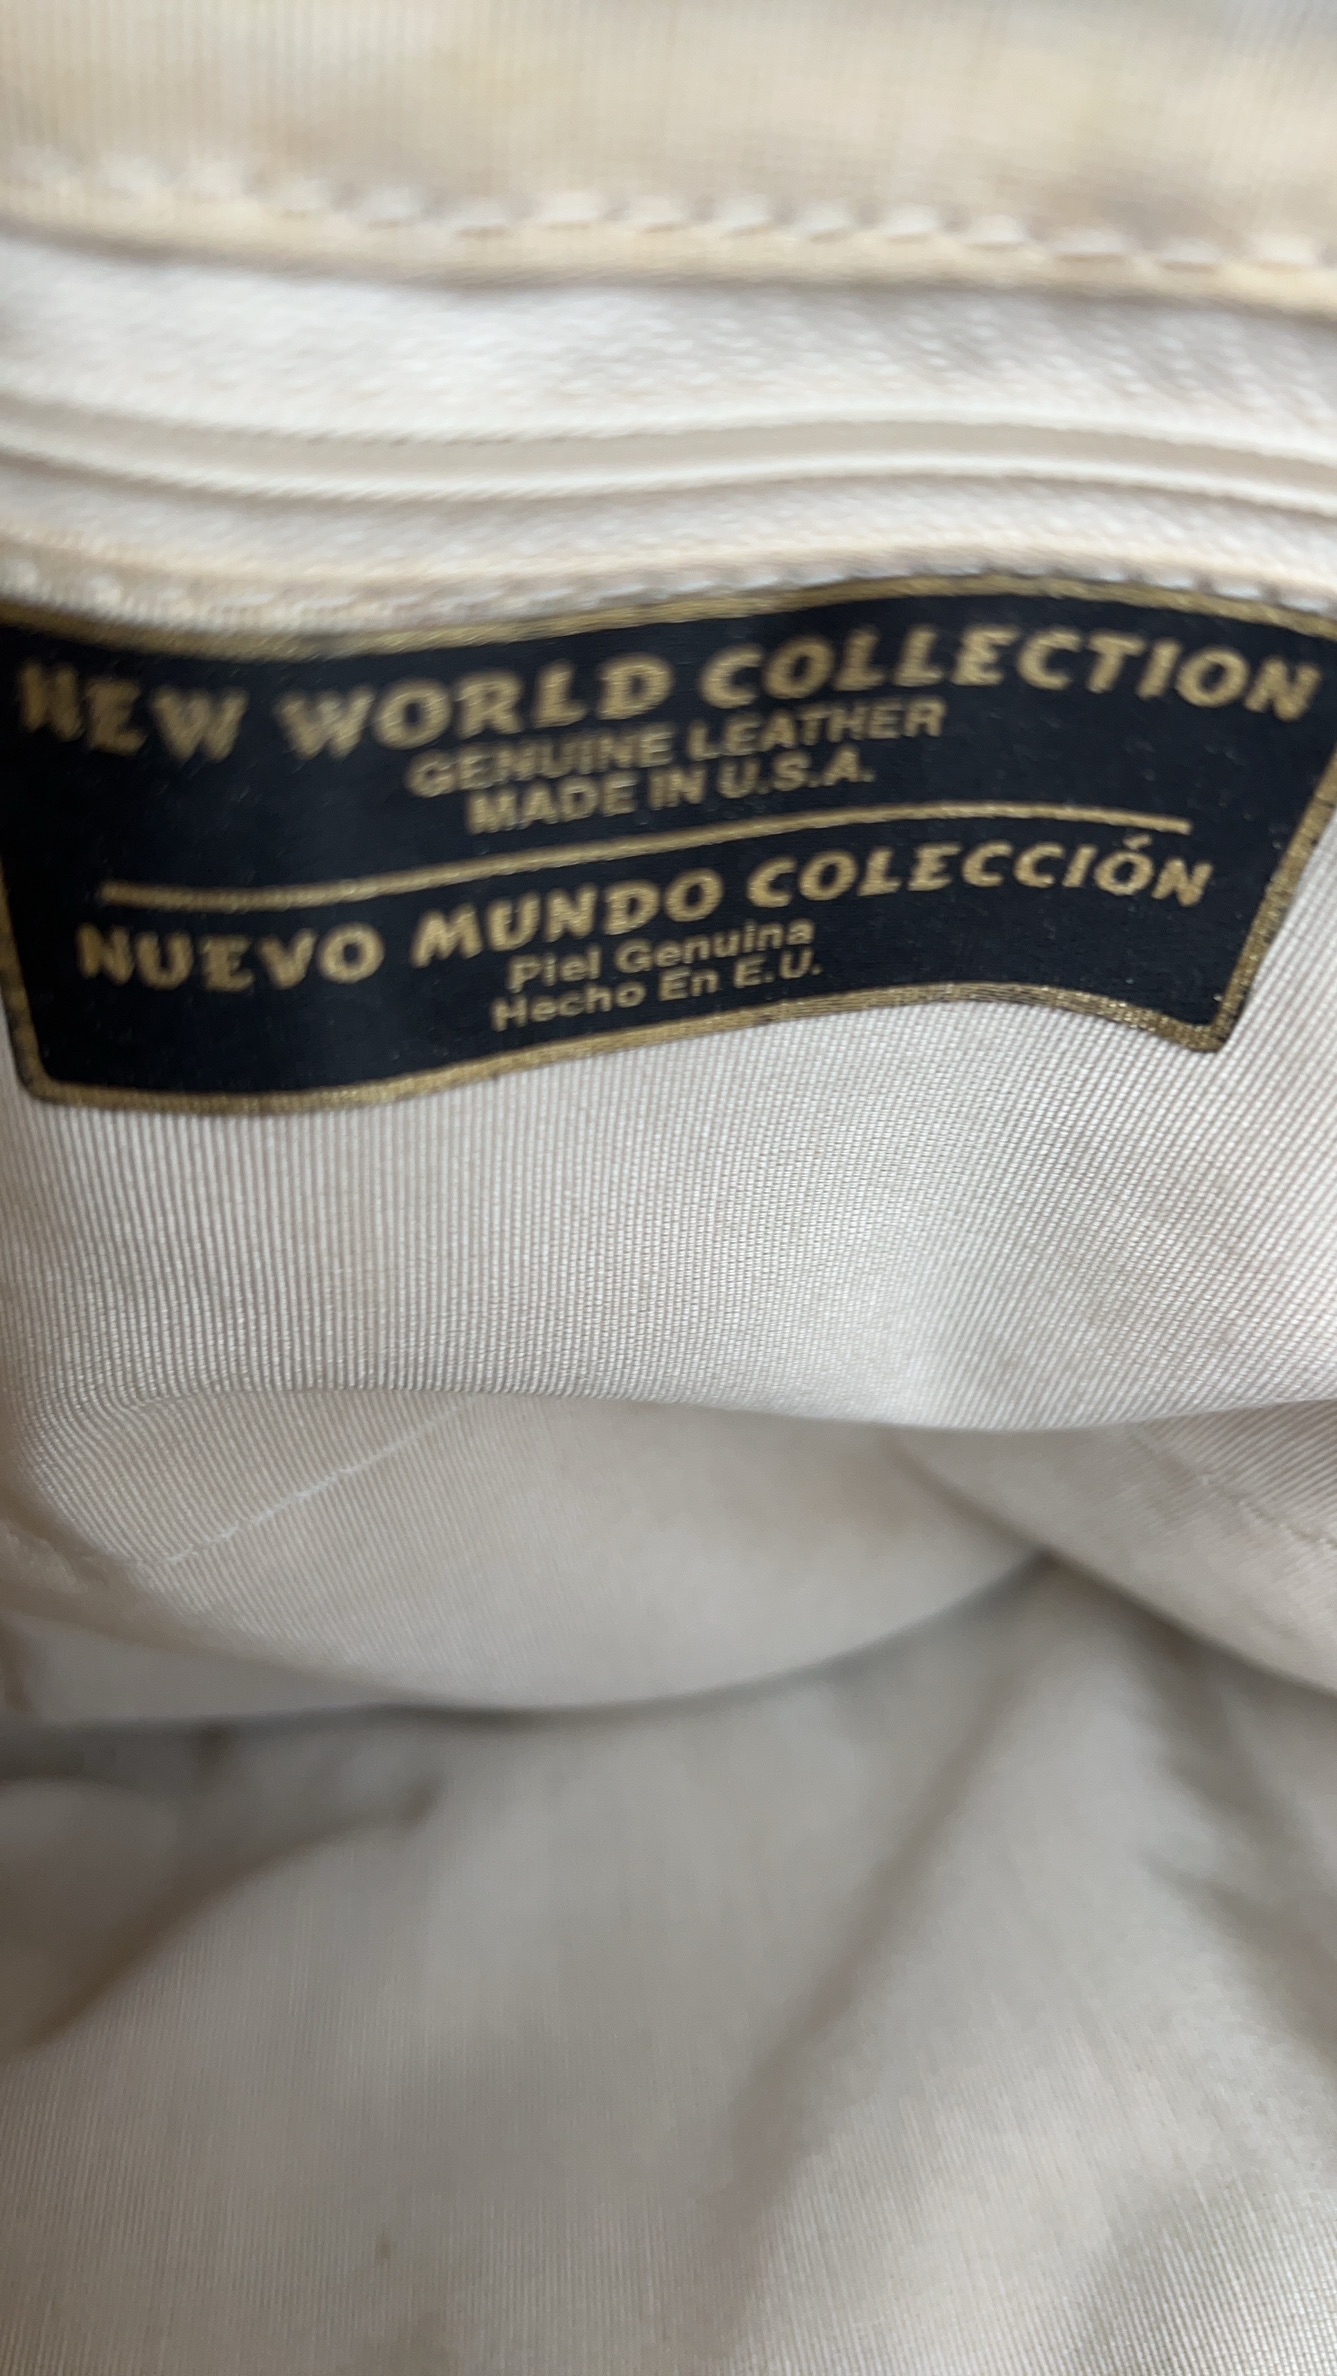 NEW WORLD COLLECTION
GENUINE LEATHER
MADE IN U.S.A.
NUEVO MUNDO COLECCIÓN
Piel Genuina
Hecho En E.U.